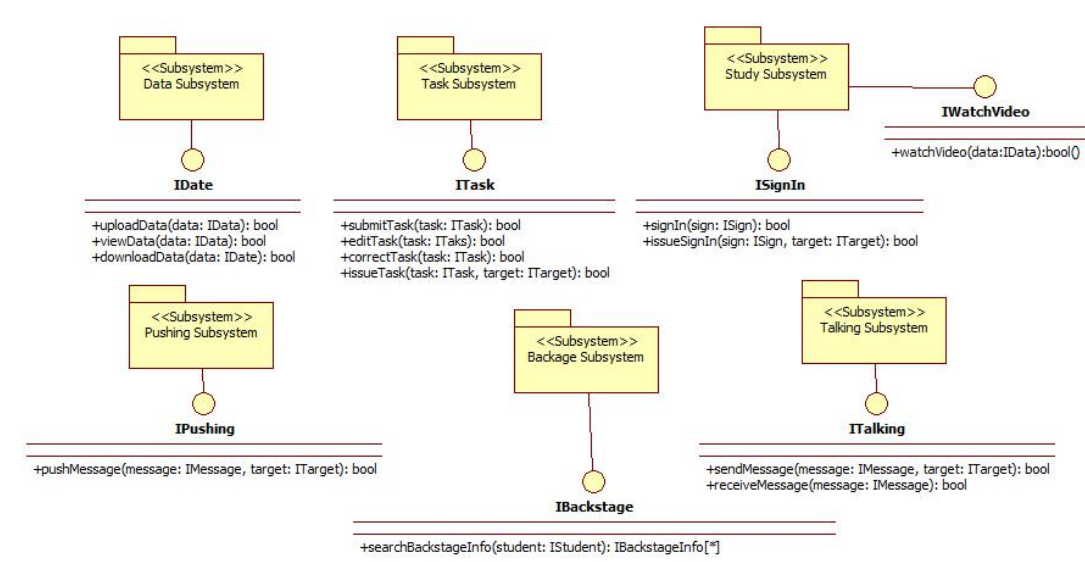 <<Subsystem>>
Data Subsystem
IDate
+uploadData(data: IData): bool
+viewData(data: IData): bool
+downloadData(data: IDate): bool
<<Subsystem>>
Task Subsystem
ITask
+submitTask(task: ITask): bool
+editTask(task: ITaks): bool
+correctTask(task: ITask): bool
+issueTask(task: ITask, target: ITarget): bool
<<Subsystem>>
Study Subsystem
ISignIn
+signIn(sign: ISign): bool
+issueSignIn(sign: ISign, target: ITarget): bool
IWatchVideo
+watchVideo(data:IData):bool()
<<Subsystem>>
Pushing Subsystem
IPushing
+pushMessage(message: IMessage, target: ITarget): bool
<<Subsystem>>
Backage Subsystem
IBackstage
+searchBackstageInfo(student: IStudent): IBackstageInfo[*]
<<Subsystem>>
Talking Subsystem
ITalking
+sendMessage(message: IMessage, target: ITarget): bool
+receiveMessage(message: IMessage): bool